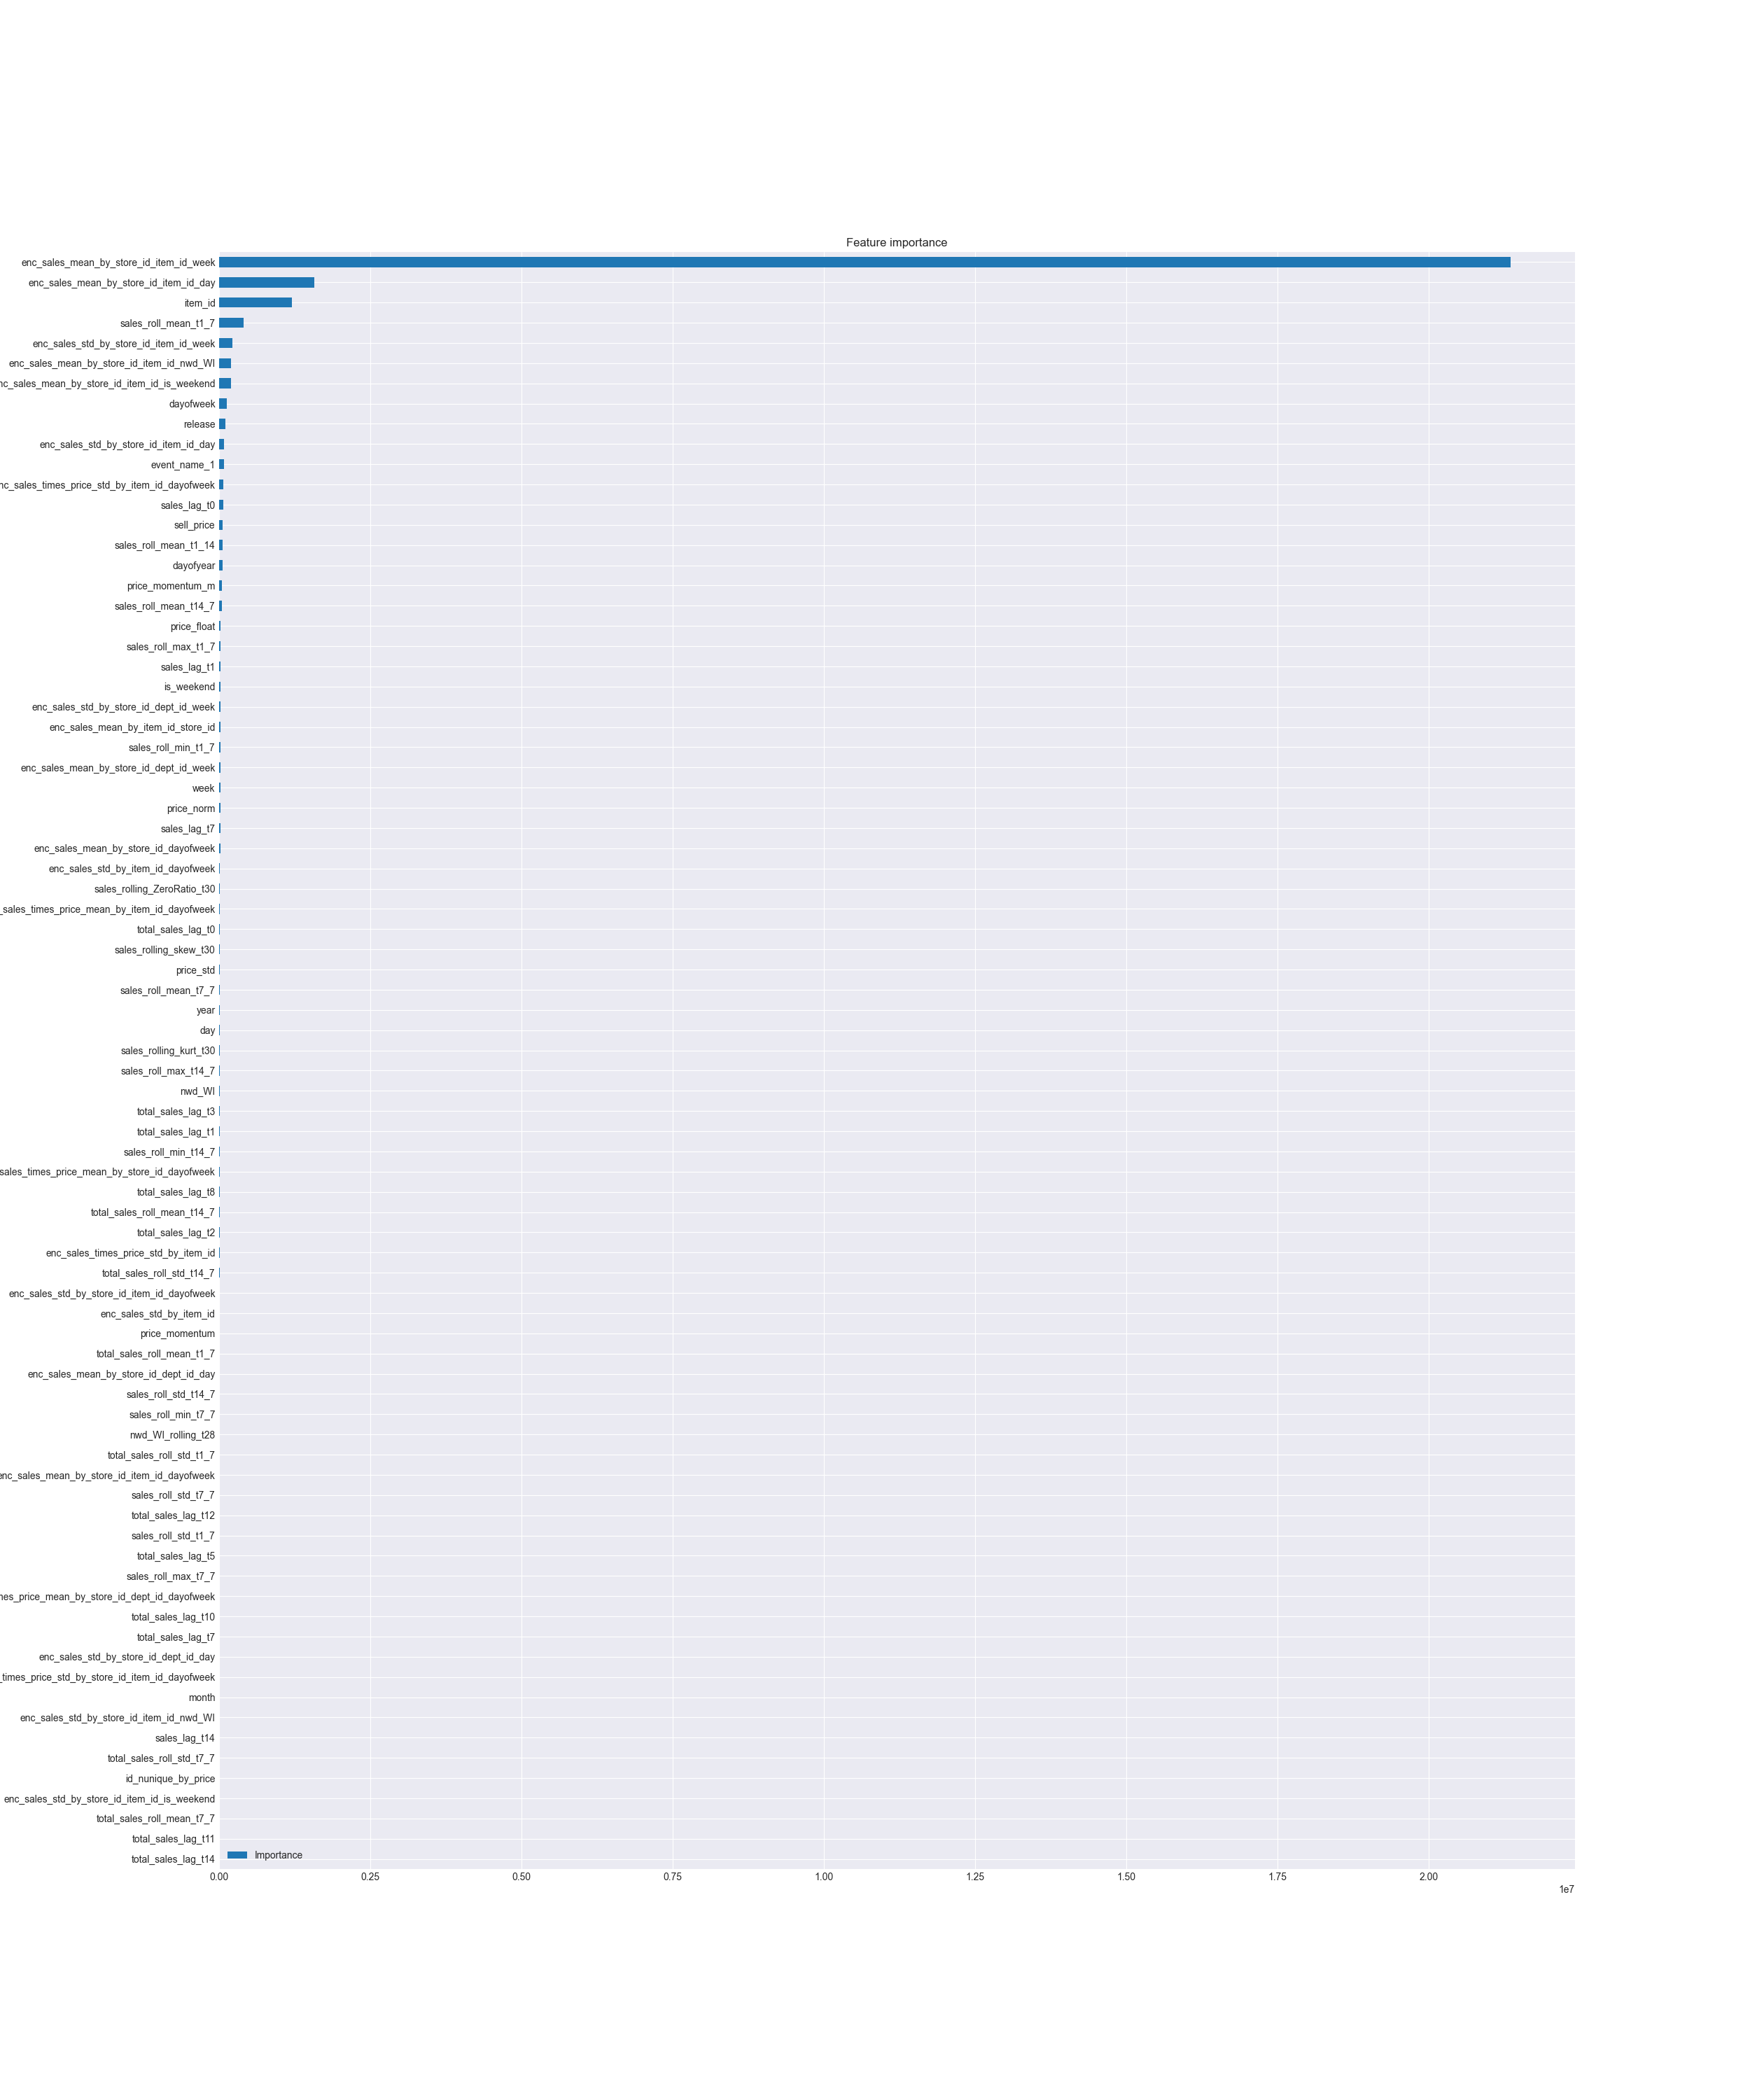 Feature importance
enc_sales_mean_by_store_id_item_id_week
enc_sales_mean_by_store_id_item_id_day
item_id
sales_roll_mean_t1_7
enc_sales_std_by_store_id_item_id_week
enc_sales_mean_by_store_id_item_id_nwd_WI
nc_sales_mean_by_store_id_item_id_is_weekend
dayofweek
release
enc_sales_std_by_store_id_item_id_day
event_name_1
nc_sales_times_price_std_by_item_id_dayofweek
sales_lag_t0
sell_price
sales_roll_mean_t1_14
dayofyear
price_momentum_m
sales_roll_mean_t14_7
price_float
sales_roll_max_t1_7
sales_lag_t1
is_weekend
enc_sales_std_by_store_id_dept_id_week
enc_sales_mean_by_item_id_store_id
sales_roll_min_t1_7
enc_sales_mean_by_store_id_dept_id_week
week
price_norm
sales_lag_t7
enc_sales_mean_by_store_id_dayofweek
enc_sales_std_by_item_id_dayofweek
sales_rolling_ZeroRatio_t30
_sales_times_price_mean_by_item_id_dayofweek
total_sales_lag_t0
sales_rolling_skew_t30
price_std
sales_roll_mean_t7_7
year
day
sales_rolling_kurt_t30
sales_roll_max_t14_7
nwd_WI
total_sales_lag_t3
total_sales_lag_t1
sales_roll_min_t14_7
sales_times_price_mean_by_store_id_dayofweek
total_sales_lag_t8
total_sales_roll_mean_t14_7
total_sales_lag_t2
enc_sales_times_price_std_by_item_id
total_sales_roll_std_t14_7
enc_sales_std_by_store_id_item_id_dayofweek
enc_sales_std_by_item_id
price_momentum
total_sales_roll_mean_t1_7
enc_sales_mean_by_store_id_dept_id_day
sales_roll_std_t14_7
sales_roll_min_t7_7
nwd_WI_rolling_t28
total_sales_roll_std_t1_7
enc_sales_mean_by_store_id_item_id_dayofweek
sales_roll_std_t7_7
total_sales_lag_t12
sales_roll_std_t1_7
total_sales_lag_t5
sales_roll_max_t7_7
nes_price_mean_by_store_id_dept_id_dayofweek
total_sales_lag_t10
total_sales_lag_t7
enc_sales_std_by_store_id_dept_id_day
_times_price_std_by_store_id_item_id_dayofweek
month
enc_sales_std_by_store_id_item_id_nwd_WI
sales_lag_t14
total_sales_roll_std_t7_7
id_nunique_by_price
enc_sales_std_by_store_id_item_id_is_weekend
total_sales_roll_mean_t7_7
total_sales_lag_t11
total_sales_lag_t14
Importance
0.00 0.25 0.50 0.75 1.00 1.25 1.50 1.75 2.00
1e7